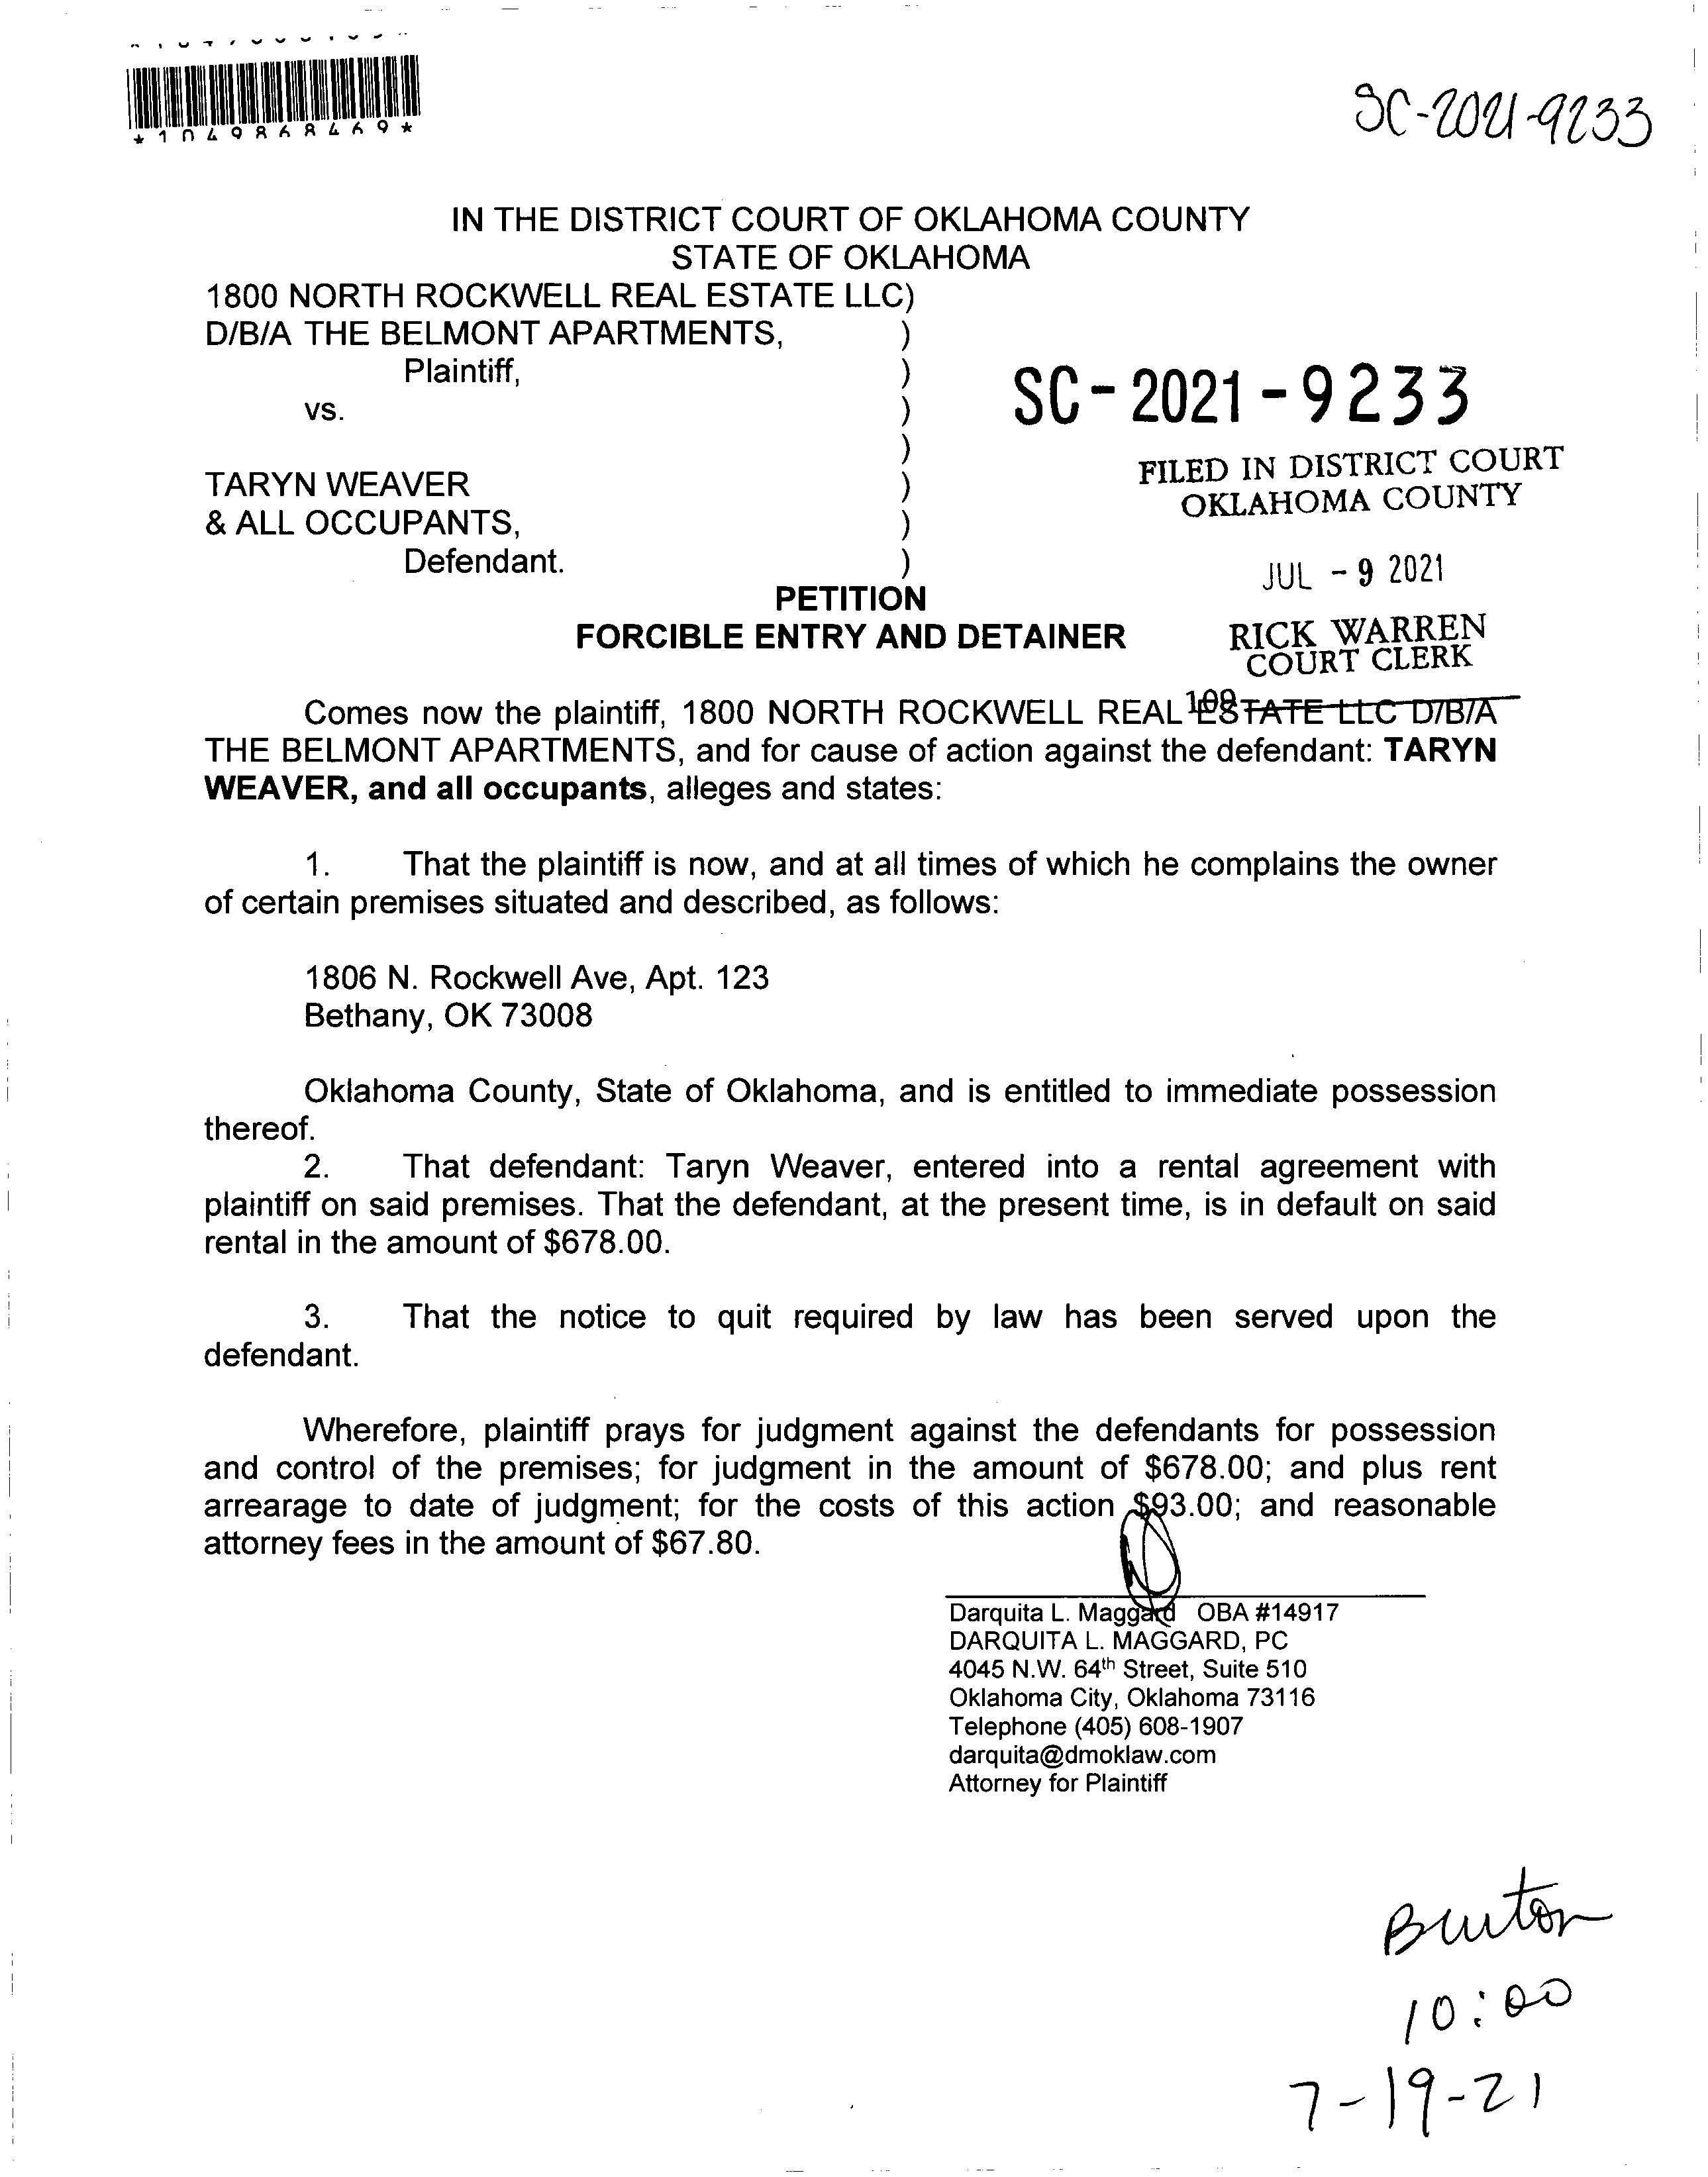 *1049868469*
SC-2021-9233
IN THE DISTRICT COURT OF OKLAHOMA COUNTY
STATE OF OKLAHOMA
1800 NORTH ROCKWELL REAL ESTATE LLC)
D/B/A THE BELMONT APARTMENTS, )
Plaintiff, )
vs. )
)
TARYN WEAVER )
& ALL OCCUPANTS, )
Defendant. )
SC-2021-9233
FILED IN DISTRICT COURT
OKLAHOMA COUNTY
JUL - 9 2021
RICK WARREN
COURT CLERK
109
PETITION
FORCIBLE ENTRY AND DETAINER
Comes now the plaintiff, 1800 NORTH ROCKWELL REAL ESTATE LLC D/B/A
THE BELMONT APARTMENTS, and for cause of action against the defendant: TARYN
WEAVER, and all occupants, alleges and states:
1. That the plaintiff is now, and at all times of which he complains the owner
of certain premises situated and described, as follows:
1806 N. Rockwell Ave, Apt. 123
Bethany, OK 73008
Oklahoma County, State of Oklahoma, and is entitled to immediate possession
thereof.
2. That defendant: Taryn Weaver, entered into a rental agreement with
plaintiff on said premises. That the defendant, at the present time, is in default on said
rental in the amount of $678.00.
3. That the notice to quit required by law has been served upon the
defendant.
Wherefore, plaintiff prays for judgment against the defendants for possession
and control of the premises; for judgment in the amount of $678.00; and plus rent
arrearage to date of judgment; for the costs of this action $93.00; and reasonable
attorney fees in the amount of $67.80.
Darquita L. Maggard OBA #14917
DARQUITA L. MAGGARD, PC
4045 N.W. 64th Street, Suite 510
Oklahoma City, Oklahoma 73116
Telephone (405) 608-1907
darquita@dmoklaw.com
Attorney for Plaintiff
Burton
10:00
7-19-21